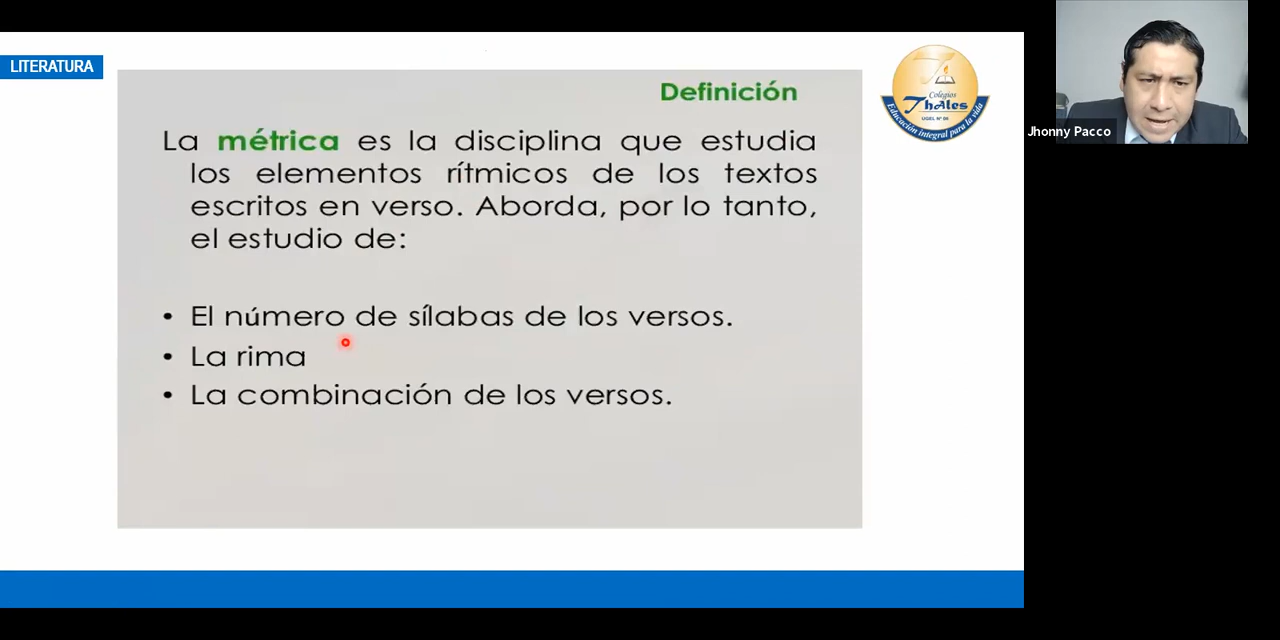 LITERATURA
Definición
La métrica es la disciplina que estudia
los elementos rítmicos de los textos
escritos en verso. Aborda, por lo tanto,
el estudio de:
• El número de sílabas de los versos.
• La rima
• La combinación de los versos.
Colegios
Thales
UGEL N° 06
Educación integral para la vida
Jhonny Pacco